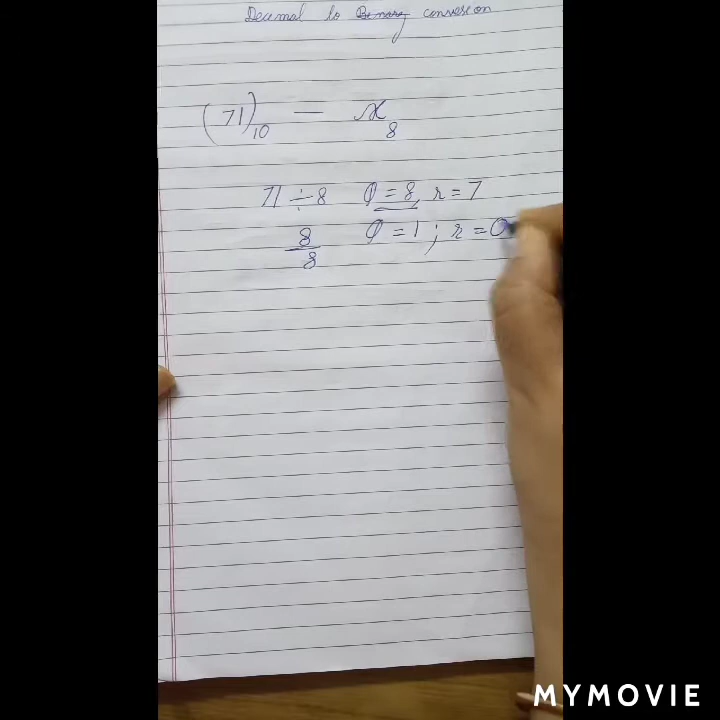 Decimal to Binary conversion
(71)10 — x8
71 ÷ 8 Q = 8, r = 7
8/8 Q = 1 ; r = 0
MYMOVIE